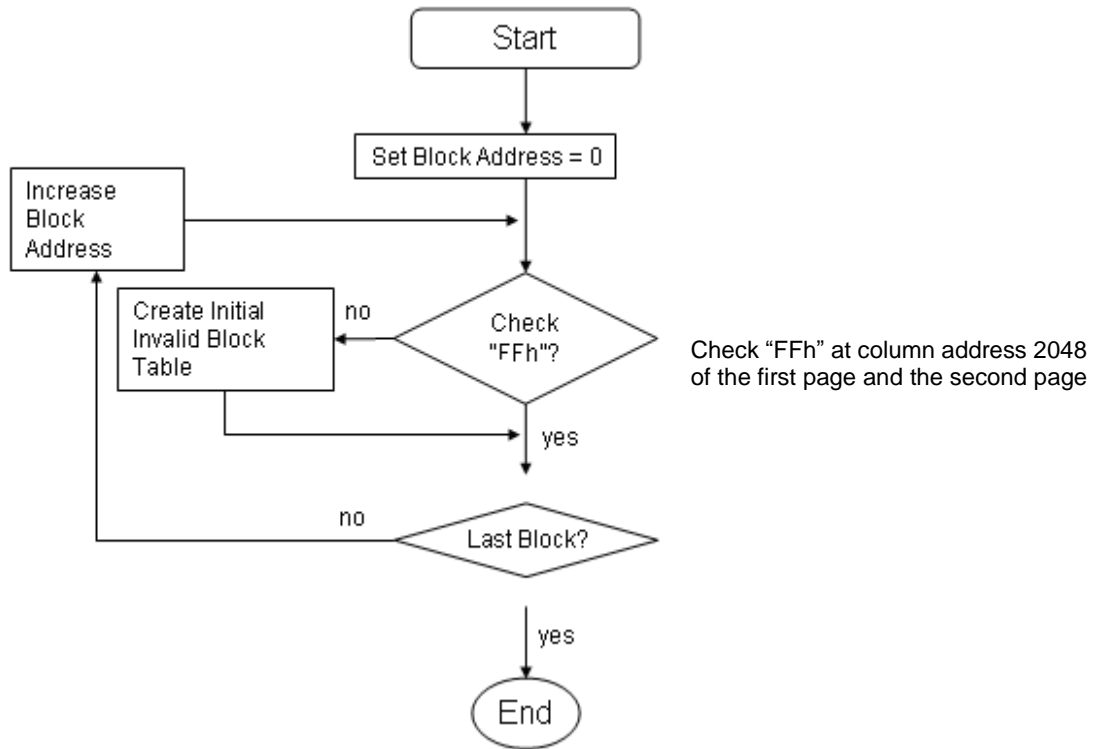 Start
Set Block Address = 0
Increase
Block
Address
Create Initial
Invalid Block
Table
no
Check
"FFh"?
Check “FFh” at column address 2048
of the first page and the second page
yes
no
Last Block?
yes
End